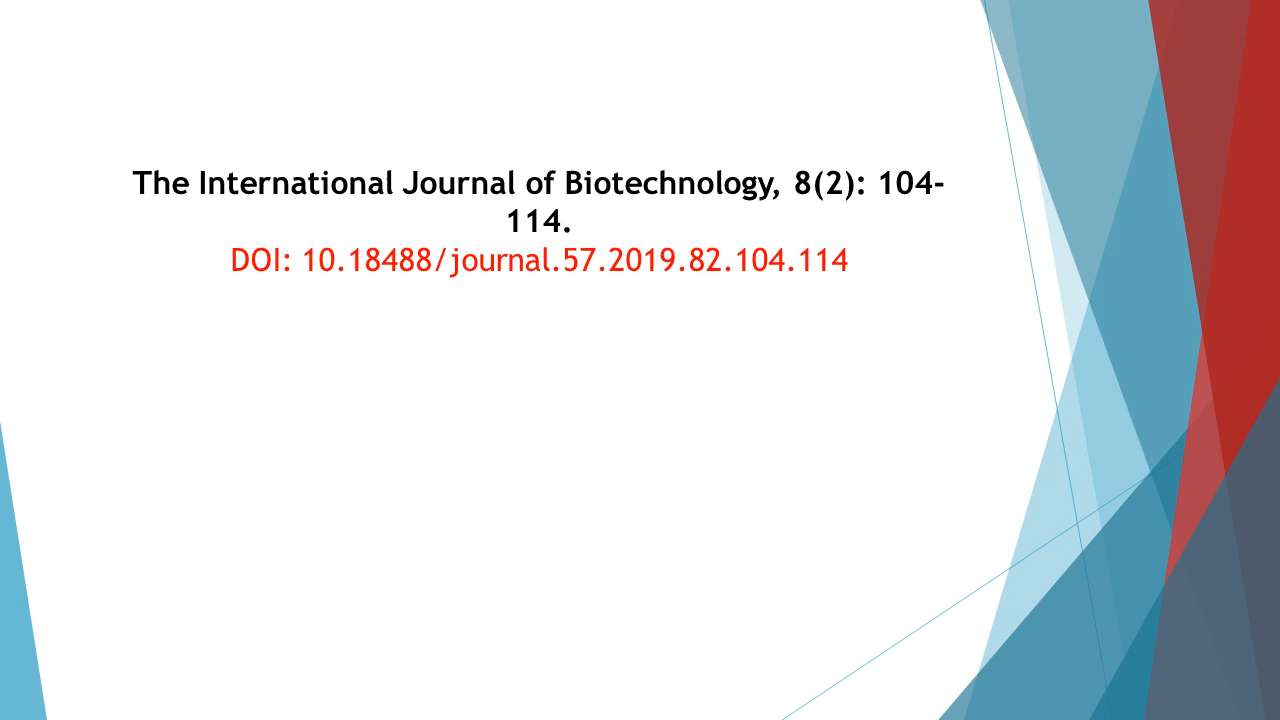 The International Journal of Biotechnology, 8(2): 104-
114.
DOI: 10.18488/journal.57.2019.82.104.114